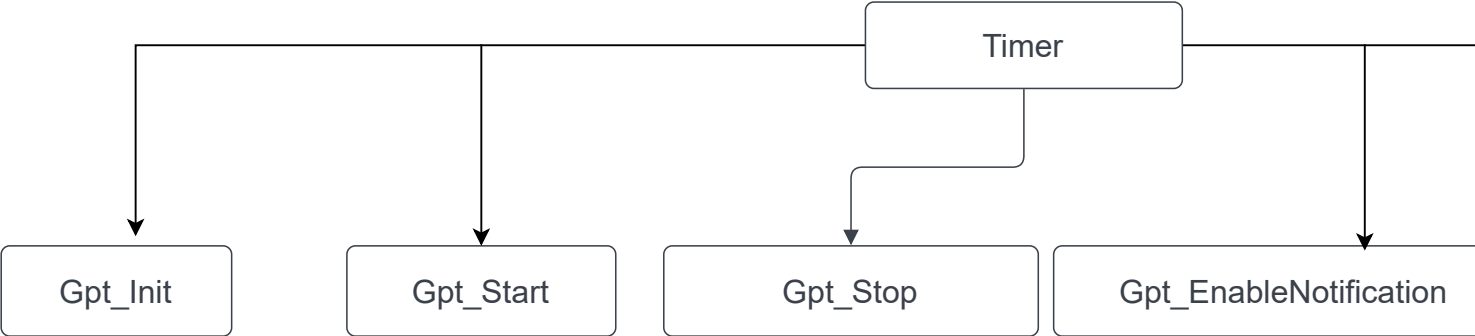 Timer
Gpt_Init
Gpt_Start
Gpt_Stop
Gpt_EnableNotification